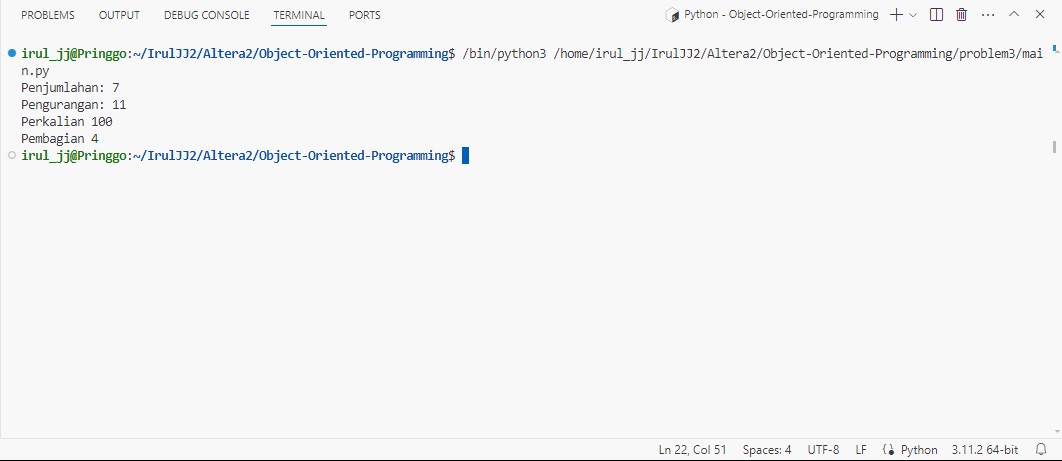 PROBLEMS OUTPUT DEBUG CONSOLE TERMINAL PORTS Python - Object-Oriented-Programming
irul_jj@Pringgo:~/IrulJJ2/Altera2/Object-Oriented-Programming$ /bin/python3 /home/irul_jj/IrulJJ2/Altera2/Object-Oriented-Programming/problem3/mai
n.py
Penjumlahan: 7
Pengurangan: 11
Perkalian 100
Pembagian 4
irul_jj@Pringgo:~/IrulJJ2/Altera2/Object-Oriented-Programming$
Ln 22, Col 51 Spaces: 4 UTF-8 LF Python 3.11.2 64-bit